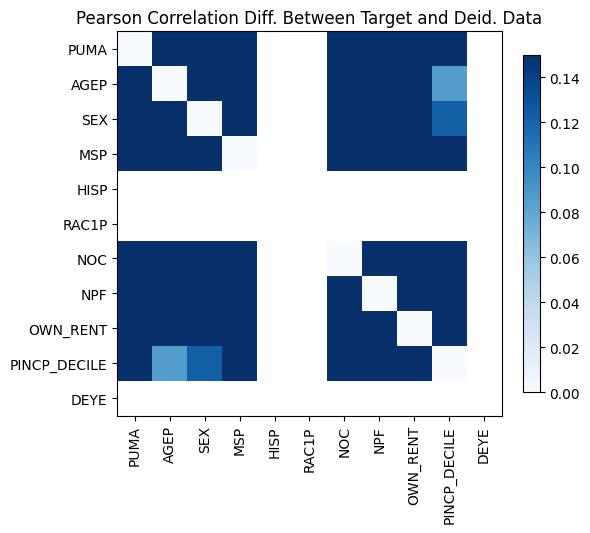 Pearson Correlation Diff. Between Target and Deid. Data
PUMA
AGEP
SEX
MSP
HISP
RAC1P
NOC
NPF
OWN_RENT
PINCP_DECILE
DEYE
PUMA
AGEP
SEX
MSP
HISP
RAC1P
NOC
NPF
OWN_RENT
PINCP_DECILE
DEYE
0.14
0.12
0.10
0.08
0.06
0.04
0.02
0.00